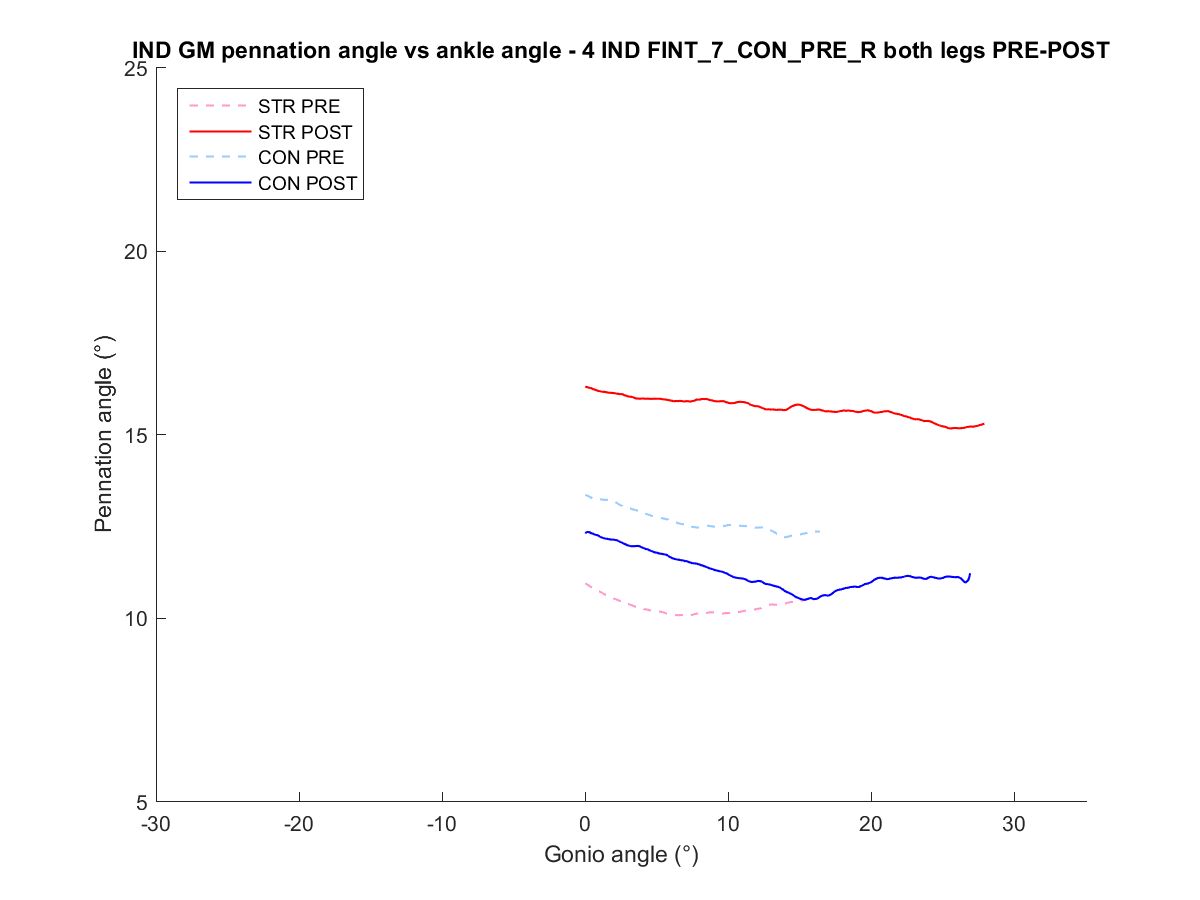 IND GM pennation angle vs ankle angle - 4 IND FINT_7_CON_PRE_R both legs PRE-POST
25
STR PRE
STR POST
CON PRE
CON POST
20
15
10
5
Pennation angle (°)
-30
-20
-10
0
10
20
30
Gonio angle (°)